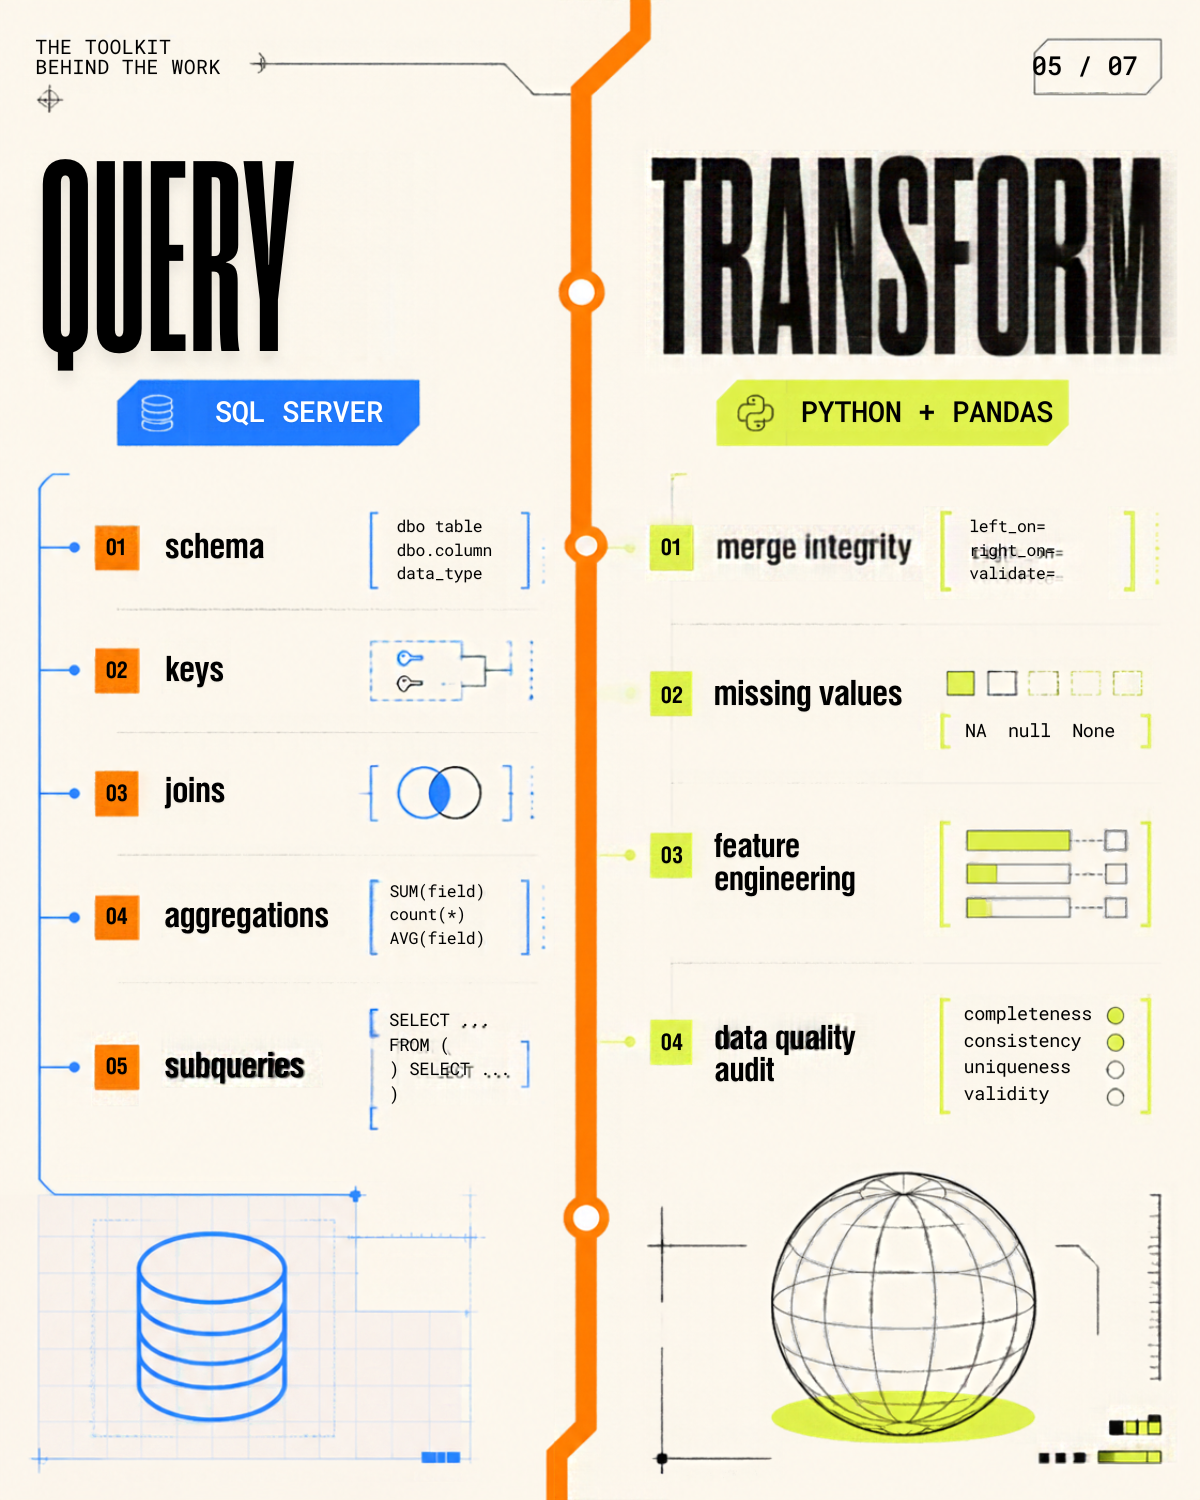 THE TOOLKIT
BEHIND THE WORK
05 / 07
QUERY
SQL SERVER
01 schema
dbo table
dbo.column
data_type
02 keys
03 joins
04 aggregations
SUM(field)
count(*)
AVG(field)
05 subqueries
SELECT ...
FROM (
) SELECT ...
)
TRANSFORM
PYTHON + PANDAS
01 merge integrity
left_on=
right_on=
validate=
02 missing values
NA null None
03 feature
engineering
04 data quality
audit
completeness
consistency
uniqueness
validity